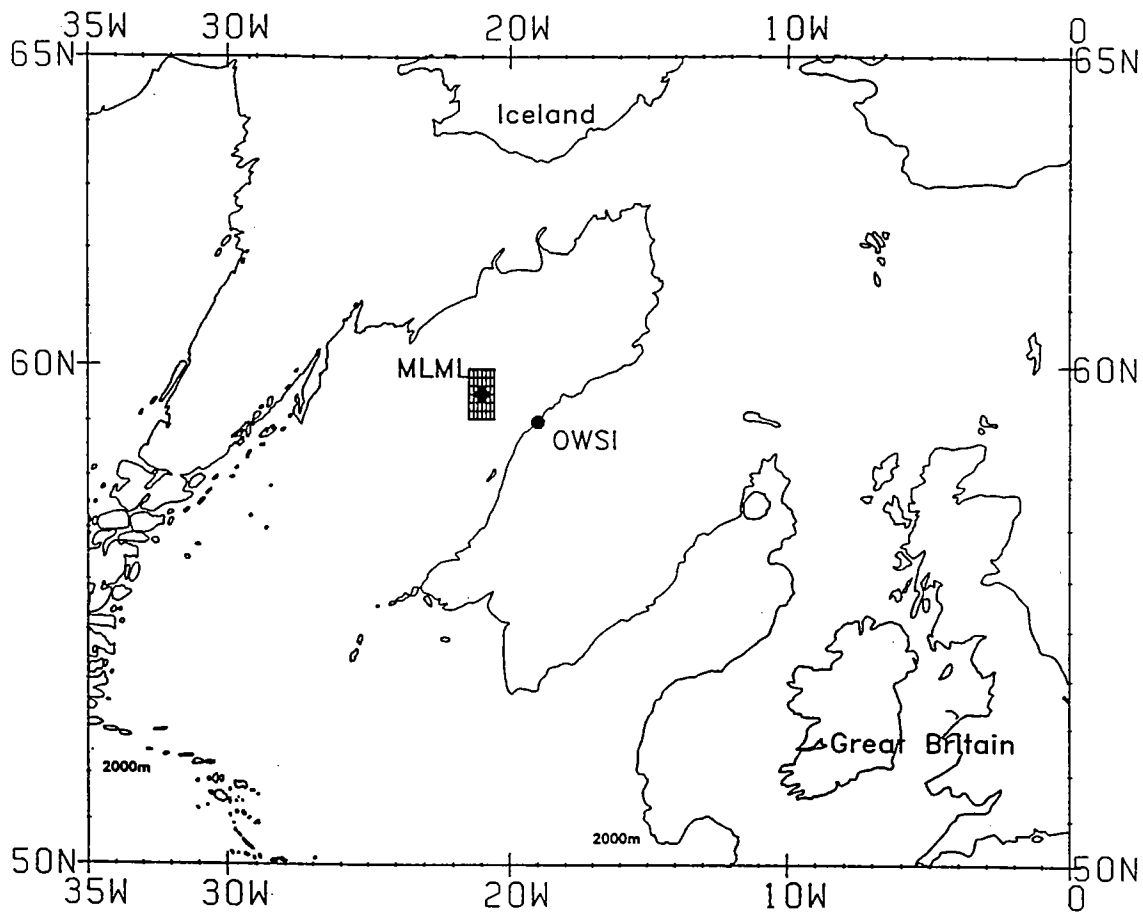 35W 30W 20W 10W 0
65N 65N
Iceland
60N 60N
MLML
OWSI
Great Britain
2000m
2000m
50N 50N
35W 30W 20W 10W 0